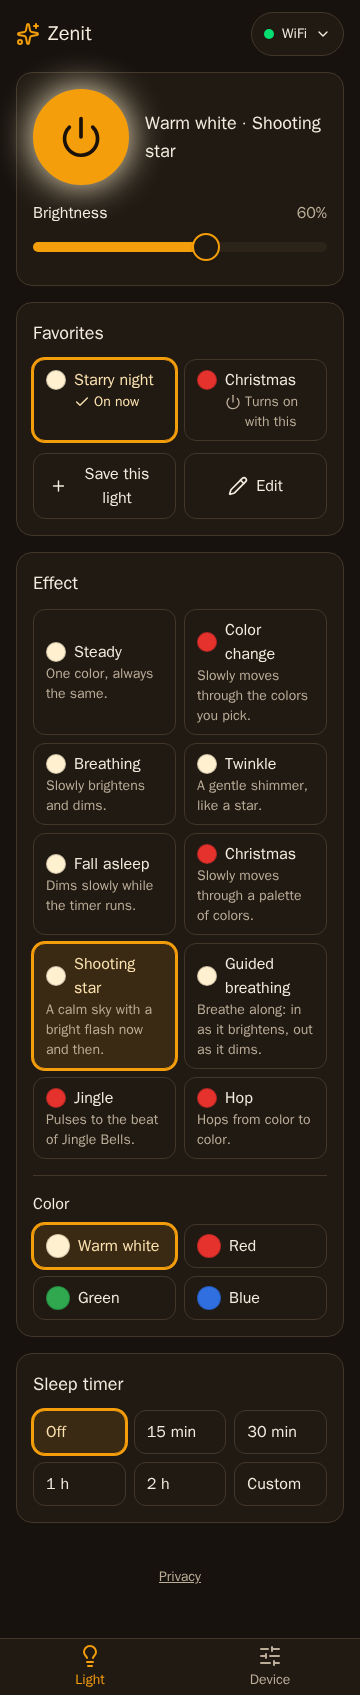 Zenit
WiFi
Warm white · Shooting
star
Brightness
60%
Favorites
Starry night
On now
Christmas
Turns on
with this
Save this
light
Edit
Effect
Steady
One color, always
the same.
Color
change
Slowly moves
through the colors
you pick.
Breathing
Slowly brightens
and dims.
Twinkle
A gentle shimmer,
like a star.
Fall asleep
Dims slowly while
the timer runs.
Christmas
Slowly moves
through a palette
of colors.
Shooting
star
A calm sky with a
bright flash now
and then.
Guided
breathing
Breathe along: in
as it brightens, out
as it dims.
Jingle
Pulses to the beat
of Jingle Bells.
Hop
Hops from color to
color.
Color
Warm white
Red
Green
Blue
Sleep timer
Off
15 min
30 min
1 h
2 h
Custom
Privacy
Light
Device